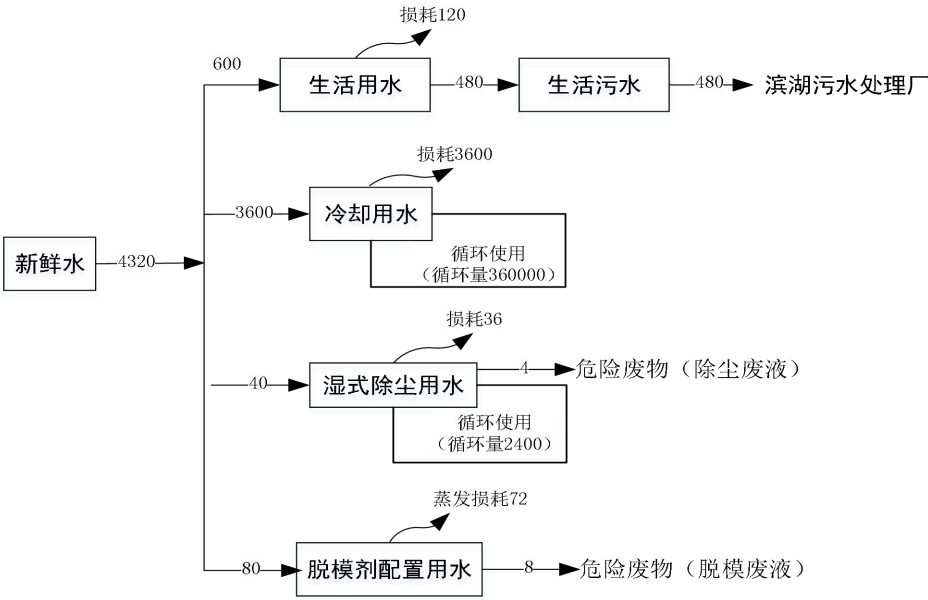 损耗120
600
生活用水
480
生活污水
480
滨湖污水处理厂
损耗3600
3600
冷却用水
循环使用
（循环量360000）
新鲜水
4320
损耗36
40
湿式除尘用水
4
危险废物（除尘废液）
循环使用
（循环量2400）
蒸发损耗72
80
脱模剂配置用水
8
危险废物（脱模废液）